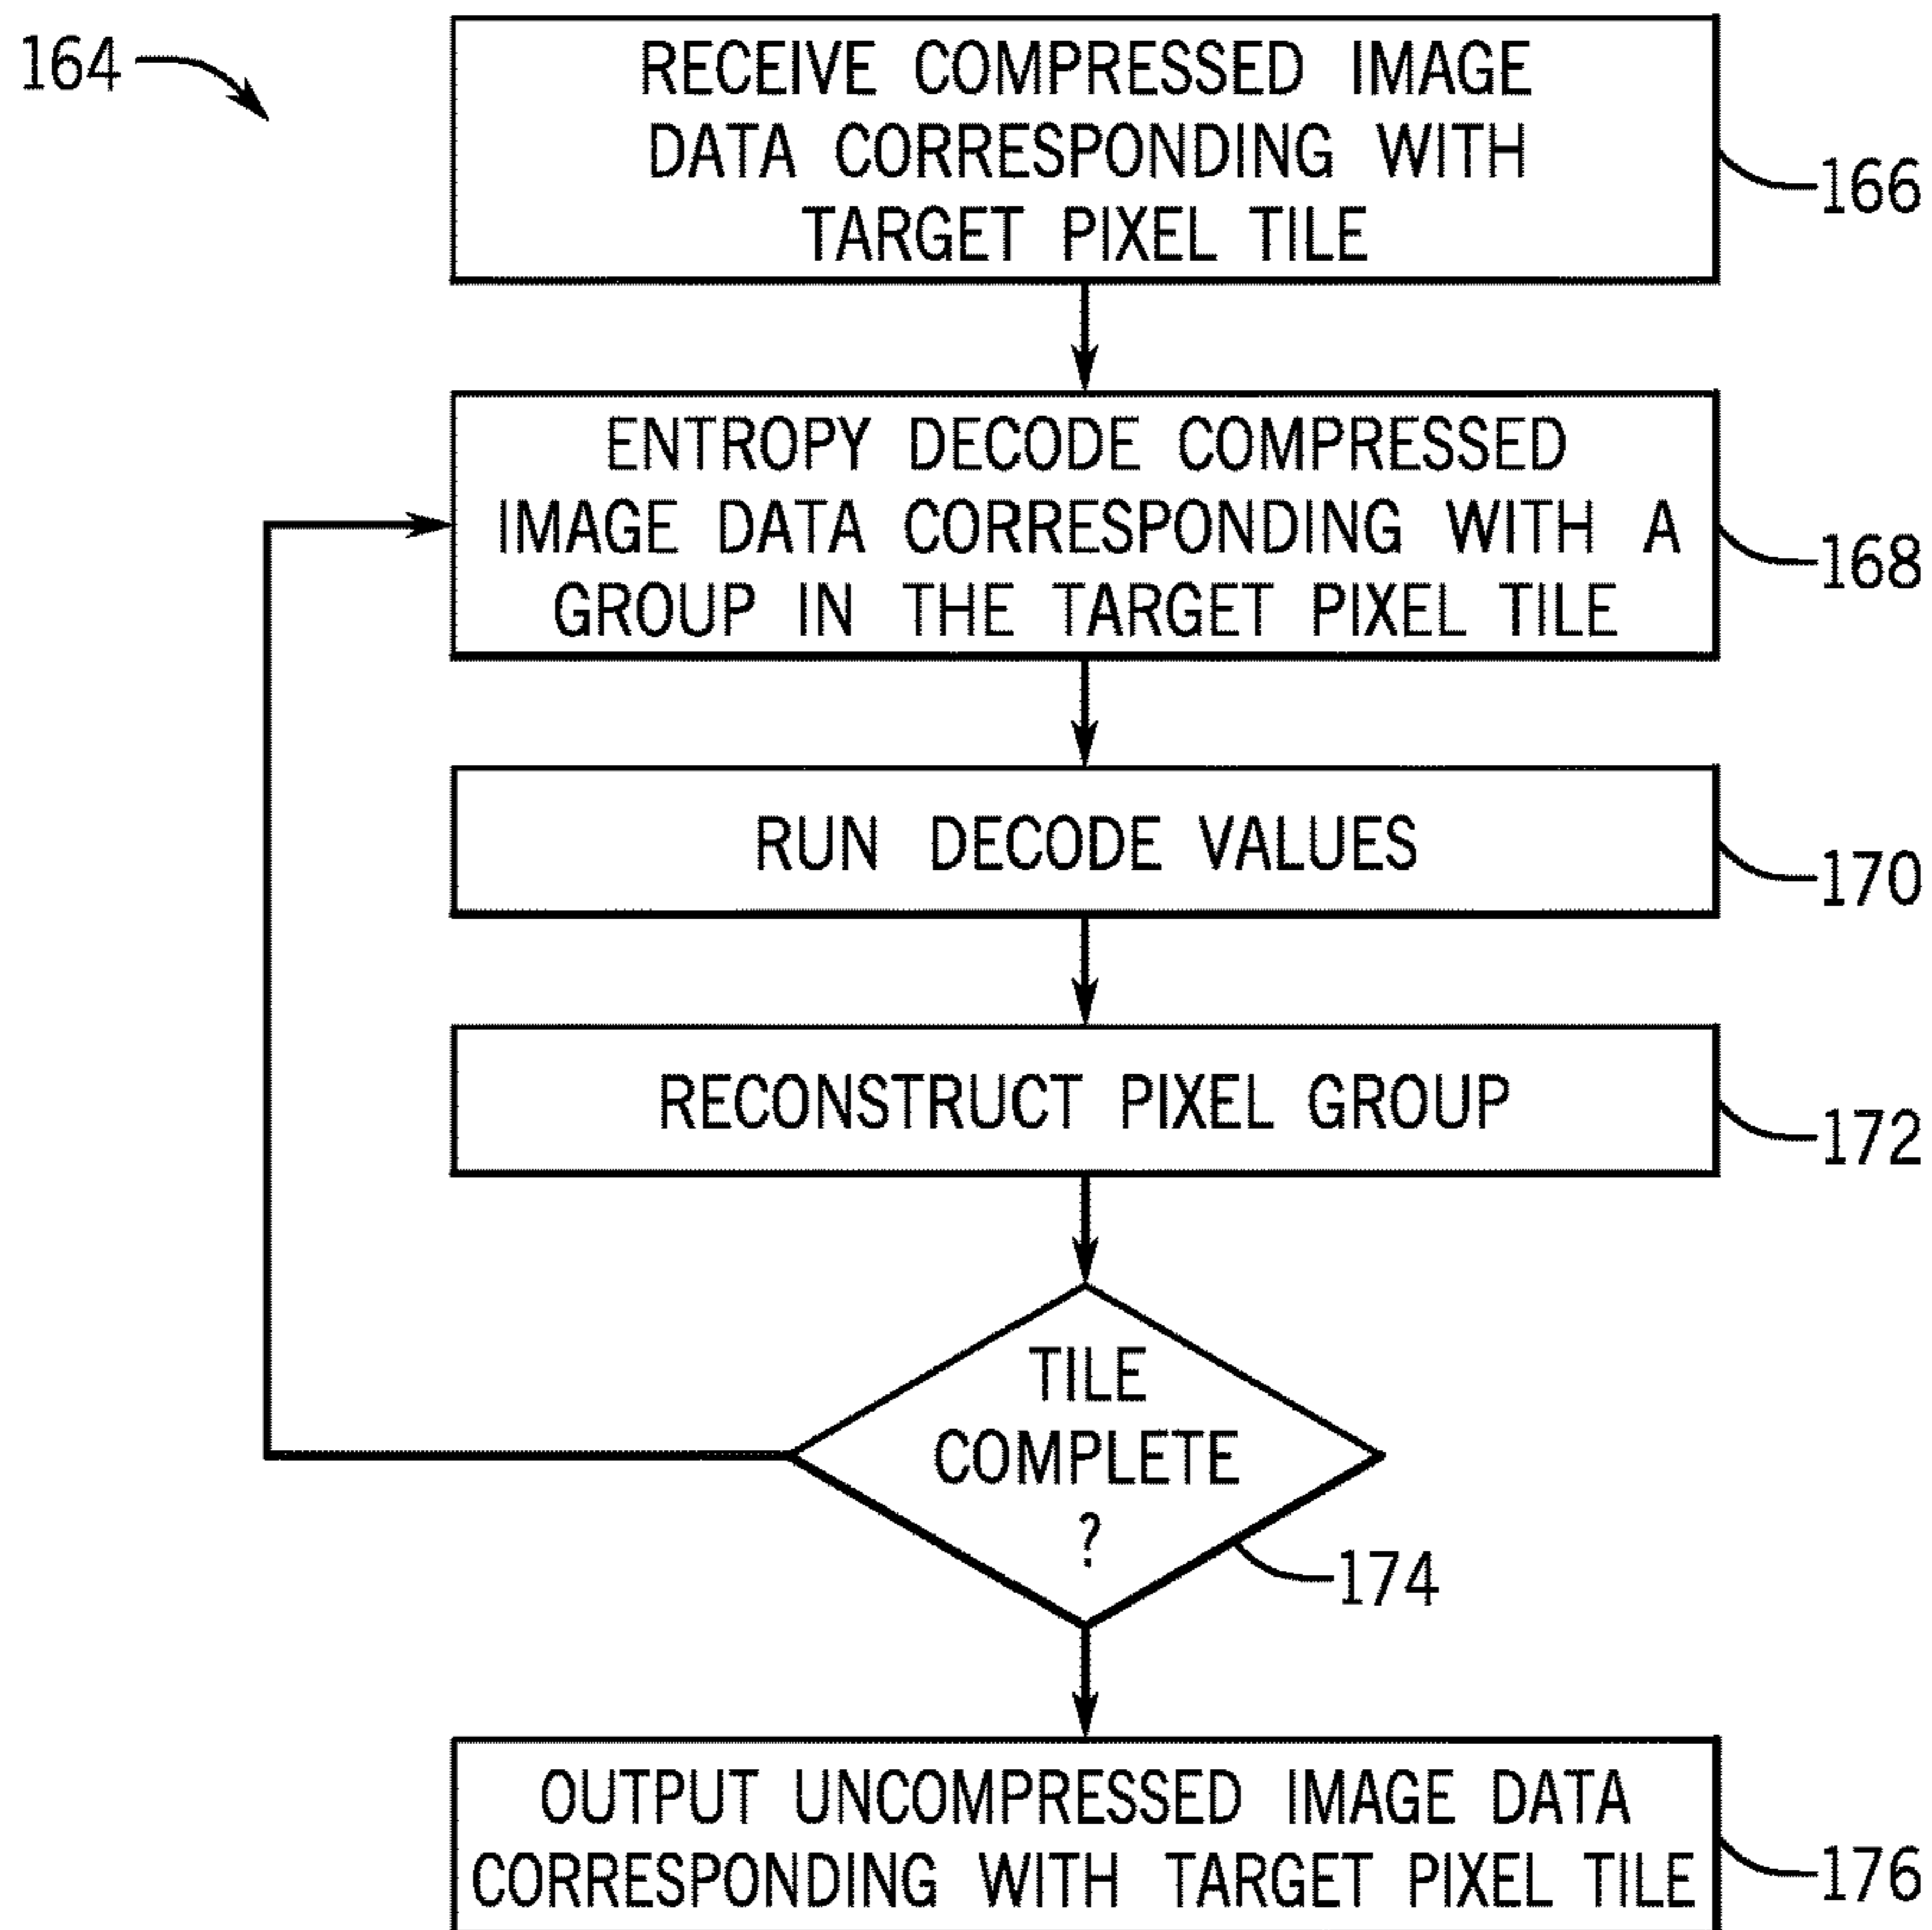 164
RECEIVE COMPRESSED IMAGE
DATA CORRESPONDING WITH
TARGET PIXEL TILE
166
ENTROPY DECODE COMPRESSED
IMAGE DATA CORRESPONDING WITH A
GROUP IN THE TARGET PIXEL TILE
168
RUN DECODE VALUES
170
RECONSTRUCT PIXEL GROUP
172
TILE
COMPLETE
?
174
OUTPUT UNCOMPRESSED IMAGE DATA
CORRESPONDING WITH TARGET PIXEL TILE
176